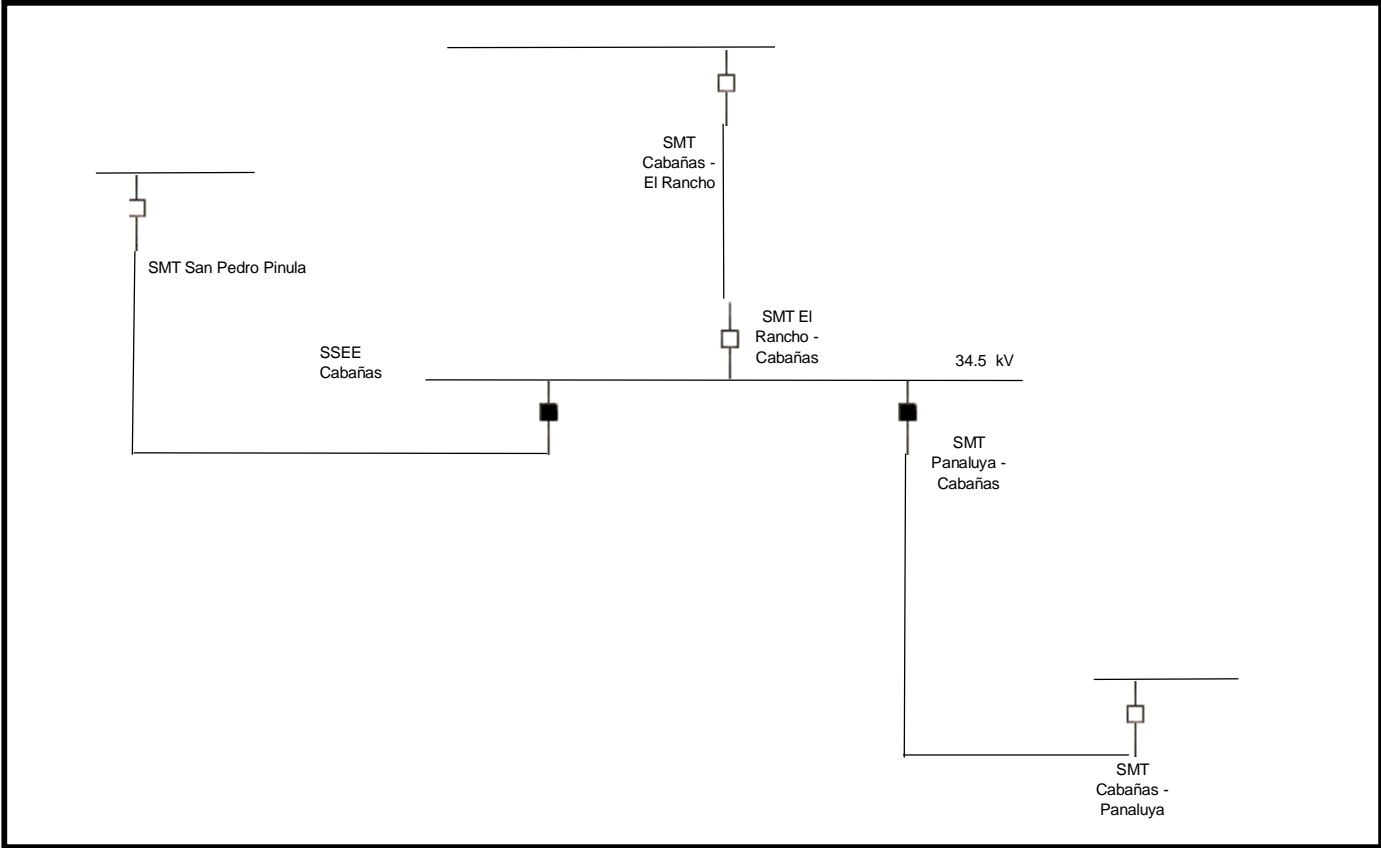 SMT
Cabañas -
El Rancho
SMT San Pedro Pinula
SMT El
Rancho -
Cabañas
SSEE
Cabañas
34.5 kV
SMT
Panaluya -
Cabañas
SMT
Cabañas -
Panaluya